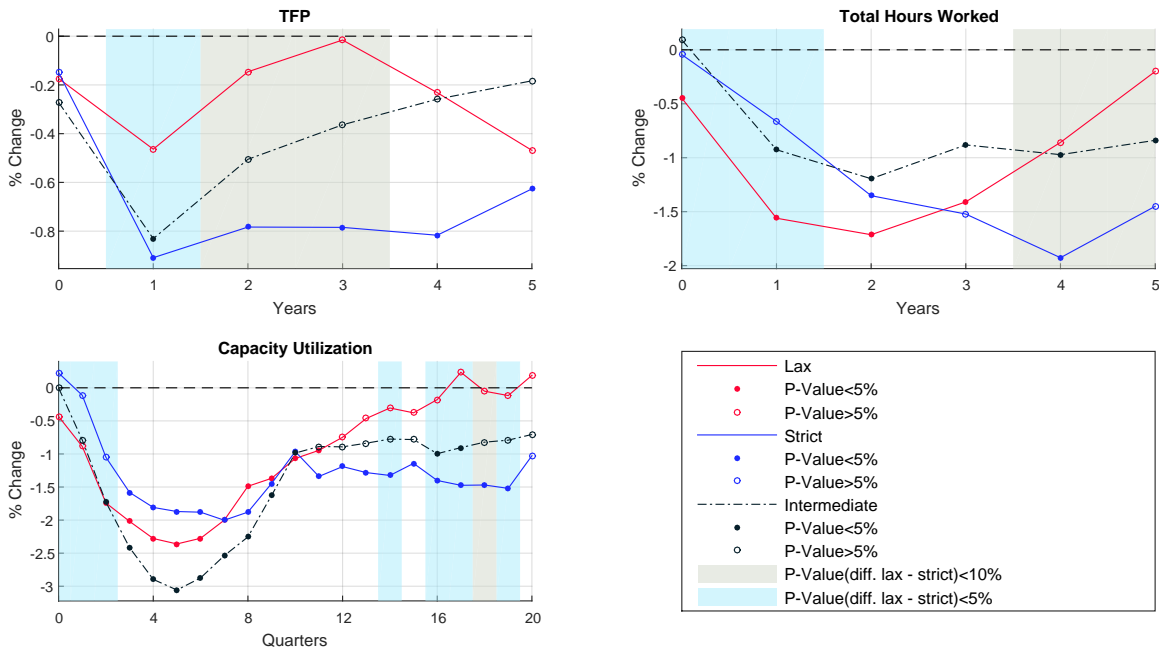 TFP
0
-0.2
-0.4
-0.6
-0.8
% Change
0 1 2 3 4 5
Years
Total Hours Worked
0
-0.5
-1
-1.5
-2
% Change
0 1 2 3 4 5
Years
Capacity Utilization
0
-0.5
-1
-1.5
-2
-2.5
-3
% Change
0 4 8 12 16 20
Quarters
Lax
P-Value<5%
P-Value>5%
Strict
P-Value<5%
P-Value>5%
Intermediate
P-Value<5%
P-Value>5%
P-Value(diff. lax - strict)<10%
P-Value(diff. lax - strict)<5%